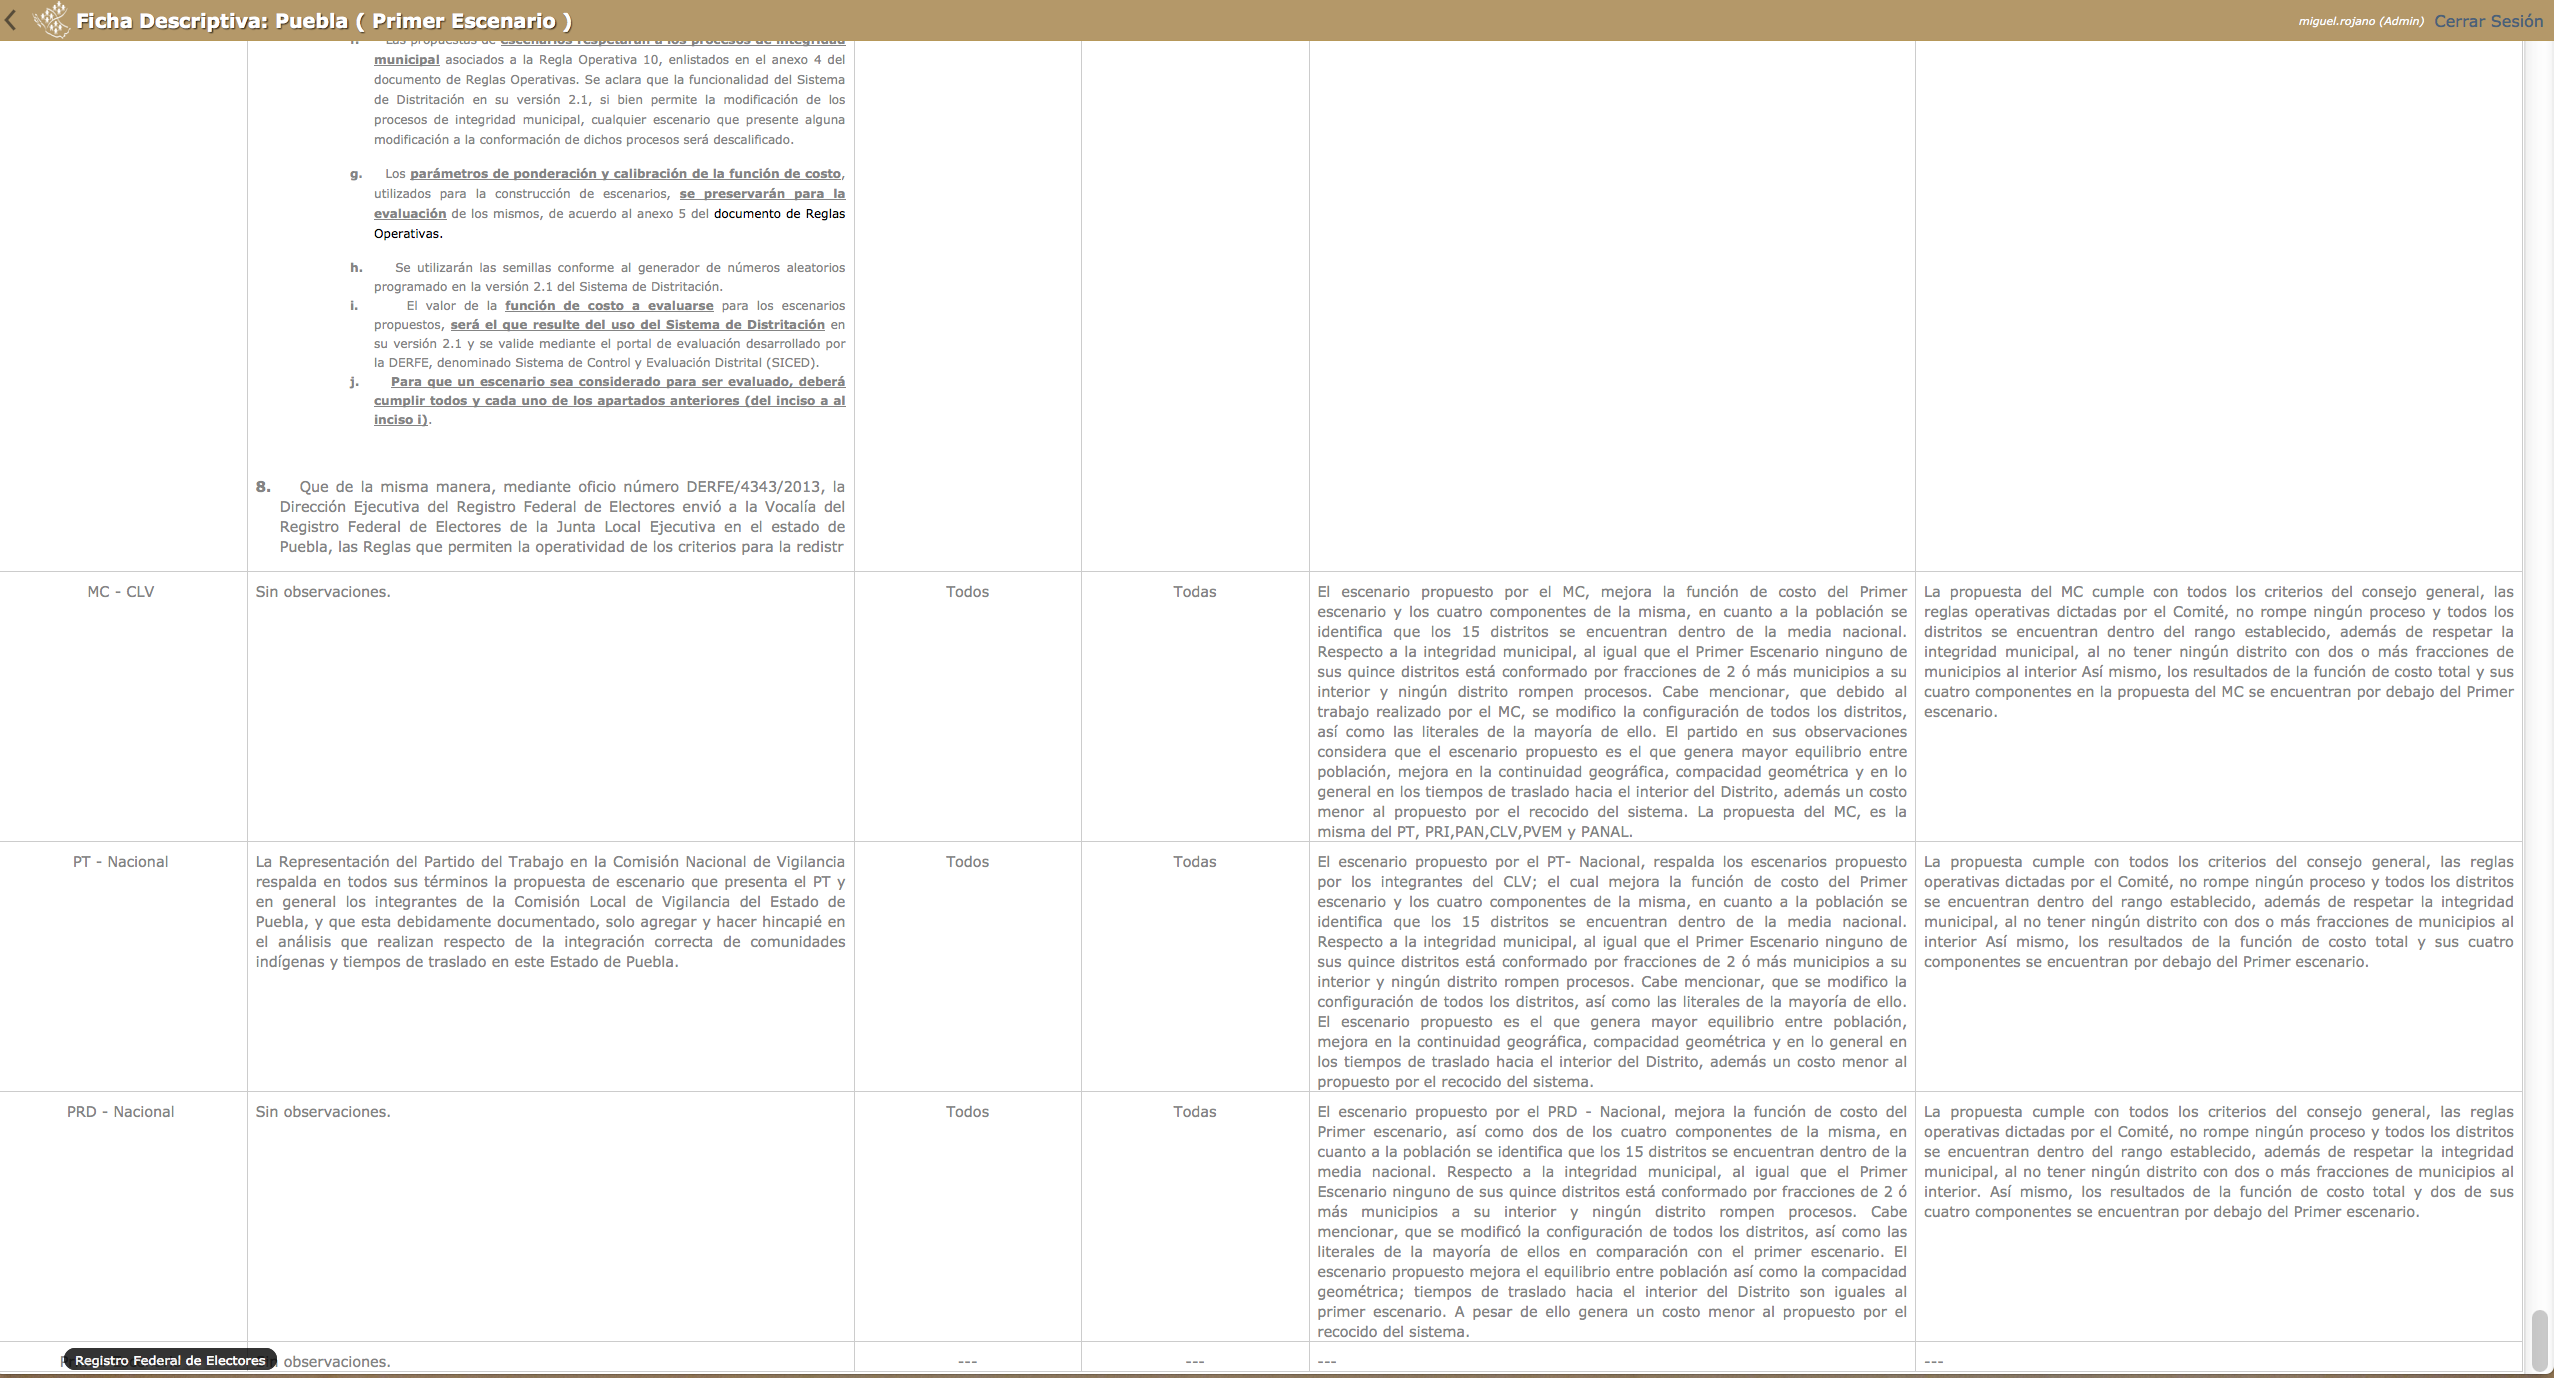 Ficha Descriptiva: Puebla ( Primer Escenario )
miguel.rojano (Admin) Cerrar Sesión
Las propuestas de escenarios respetarán a los procesos de integridad
municipal asociados a la Regla Operativa 10, enlistados en el anexo 4 del
documento de Reglas Operativas. Se aclara que la funcionalidad del Sistema
de Distritación en su versión 2.1, si bien permite la modificación de los
procesos de integridad municipal, cualquier escenario que presente alguna
modificación a la conformación de dichos procesos será descalificado.
g. Los parámetros de ponderación y calibración de la función de costo,
utilizados para la construcción de escenarios, se preservarán para la
evaluación de los mismos, de acuerdo al anexo 5 del documento de Reglas
Operativas.
h. Se utilizarán las semillas conforme al generador de números aleatorios
programado en la versión 2.1 del Sistema de Distritación.
i. El valor de la función de costo a evaluarse para los escenarios
propuestos, será el que resulte del uso del Sistema de Distritación en
su versión 2.1 y se valide mediante el portal de evaluación desarrollado por
la DERFE, denominado Sistema de Control y Evaluación Distrital (SICED).
j. Para que un escenario sea considerado para ser evaluado, deberá
cumplir todos y cada uno de los apartados anteriores (del inciso a al
inciso i).
8. Que de la misma manera, mediante oficio número DERFE/4343/2013, la
Dirección Ejecutiva del Registro Federal de Electores envió a la Vocalía del
Registro Federal de Electores de la Junta Local Ejecutiva en el estado de
Puebla, las Reglas que permiten la operatividad de los criterios para la redistr
MC - CLV
Sin observaciones.
Todos
Todas
El escenario propuesto por el MC, mejora la función de costo del Primer
escenario y los cuatro componentes de la misma, en cuanto a la población se
identifica que los 15 distritos se encuentran dentro de la media nacional.
Respecto a la integridad municipal, al igual que el Primer Escenario ninguno de
sus quince distritos está conformado por fracciones de 2 ó más municipios a su
interior y ningún distrito rompen procesos. Cabe mencionar, que debido al
trabajo realizado por el MC, se modifico la configuración de todos los distritos,
así como las literales de la mayoría de ello. El partido en sus observaciones
considera que el escenario propuesto es el que genera mayor equilibrio entre
población, mejora en la continuidad geográfica, compacidad geométrica y en lo
general en los tiempos de traslado hacia el interior del Distrito, además un costo
menor al propuesto por el recocido del sistema. La propuesta del MC, es la
misma del PT, PRI,PAN,CLV,PVEM y PANAL.
La propuesta del MC cumple con todos los criterios del consejo general, las
reglas operativas dictadas por el Comité, no rompe ningún proceso y todos los
distritos se encuentran dentro del rango establecido, además de respetar la
integridad municipal, al no tener ningún distrito con dos o más fracciones de
municipios al interior Así mismo, los resultados de la función de costo total y sus
cuatro componentes en la propuesta del MC se encuentran por debajo del Primer
escenario.
PT - Nacional
La Representación del Partido del Trabajo en la Comisión Nacional de Vigilancia
respalda en todos sus términos la propuesta de escenario que presenta el PT y
en general los integrantes de la Comisión Local de Vigilancia del Estado de
Puebla, y que esta debidamente documentado, solo agregar y hacer hincapié en
el análisis que realizan respecto de la integración correcta de comunidades
indígenas y tiempos de traslado en este Estado de Puebla.
Todos
Todas
El escenario propuesto por el PT- Nacional, respalda los escenarios propuesto
por los integrantes del CLV; el cual mejora la función de costo del Primer
escenario y los cuatro componentes de la misma, en cuanto a la población se
identifica que los 15 distritos se encuentran dentro de la media nacional.
Respecto a la integridad municipal, al igual que el Primer Escenario ninguno de
sus quince distritos está conformado por fracciones de 2 ó más municipios a su
interior y ningún distrito rompen procesos. Cabe mencionar, que se modifico la
configuración de todos los distritos, así como las literales de la mayoría de ello.
El escenario propuesto es el que genera mayor equilibrio entre población,
mejora en la continuidad geográfica, compacidad geométrica y en lo general en
los tiempos de traslado hacia el interior del Distrito, además un costo menor al
propuesto por el recocido del sistema.
La propuesta cumple con todos los criterios del consejo general, las reglas
operativas dictadas por el Comité, no rompe ningún proceso y todos los distritos
se encuentran dentro del rango establecido, además de respetar la integridad
municipal, al no tener ningún distrito con dos o más fracciones de municipios al
interior Así mismo, los resultados de la función de costo total y sus cuatro
componentes se encuentran por debajo del Primer escenario.
PRD - Nacional
Sin observaciones.
Todos
Todas
El escenario propuesto por el PRD - Nacional, mejora la función de costo del
Primer escenario, así como dos de los cuatro componentes de la misma, en
cuanto a la población se identifica que los 15 distritos se encuentran dentro de la
media nacional. Respecto a la integridad municipal, al igual que el Primer
Escenario ninguno de sus quince distritos está conformado por fracciones de 2 ó
más municipios a su interior y ningún distrito rompen procesos. Cabe
mencionar, que se modificó la configuración de todos los distritos, así como las
literales de la mayoría de ellos en comparación con el primer escenario. El
escenario propuesto mejora el equilibrio entre población así como la compacidad
geométrica; tiempos de traslado hacia el interior del Distrito son iguales al
primer escenario. A pesar de ello genera un costo menor al propuesto por el
recocido del sistema.
La propuesta cumple con todos los criterios del consejo general, las reglas
operativas dictadas por el Comité, no rompe ningún proceso y todos los distritos
se encuentran dentro del rango establecido, además de respetar la integridad
municipal, al no tener ningún distrito con dos o más fracciones de municipios al
interior. Así mismo, los resultados de la función de costo total y dos de sus
cuatro componentes se encuentran por debajo del Primer escenario.
Registro Federal de Electores
observaciones.
---
---
---
---